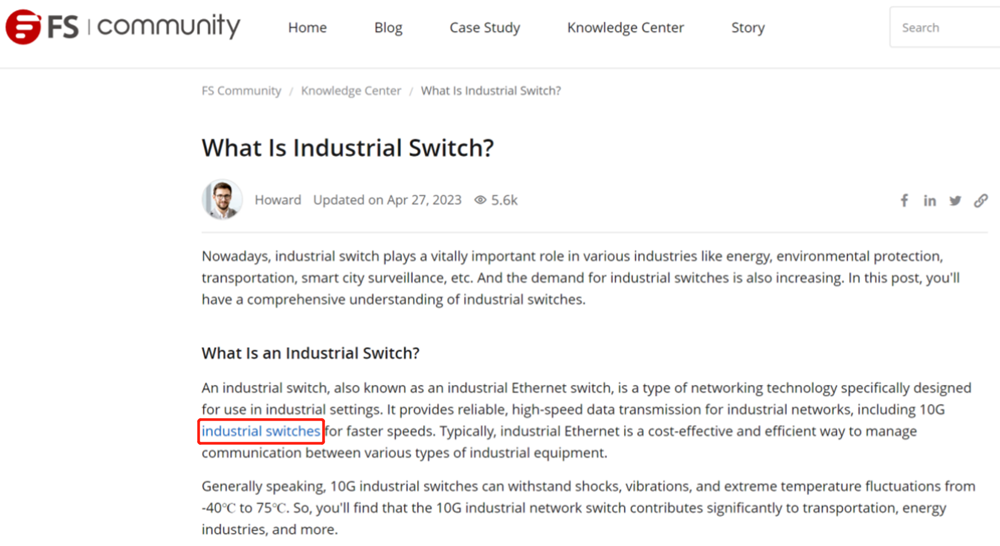 FS | community Home Blog Case Study Knowledge Center Story Search
FS Community / Knowledge Center / What Is Industrial Switch?
What Is Industrial Switch?
Howard Updated on Apr 27, 2023 5.6k
Nowadays, industrial switch plays a vitally important role in various industries like energy, environmental protection,
transportation, smart city surveillance, etc. And the demand for industrial switches is also increasing. In this post, you'll
have a comprehensive understanding of industrial switches.
What Is an Industrial Switch?
An industrial switch, also known as an industrial Ethernet switch, is a type of networking technology specifically designed
for use in industrial settings. It provides reliable, high-speed data transmission for industrial networks, including 10G
industrial switches for faster speeds. Typically, industrial Ethernet is a cost-effective and efficient way to manage
communication between various types of industrial equipment.
Generally speaking, 10G industrial switches can withstand shocks, vibrations, and extreme temperature fluctuations from
-40℃ to 75℃. So, you'll find that the 10G industrial network switch contributes significantly to transportation, energy
industries, and more.